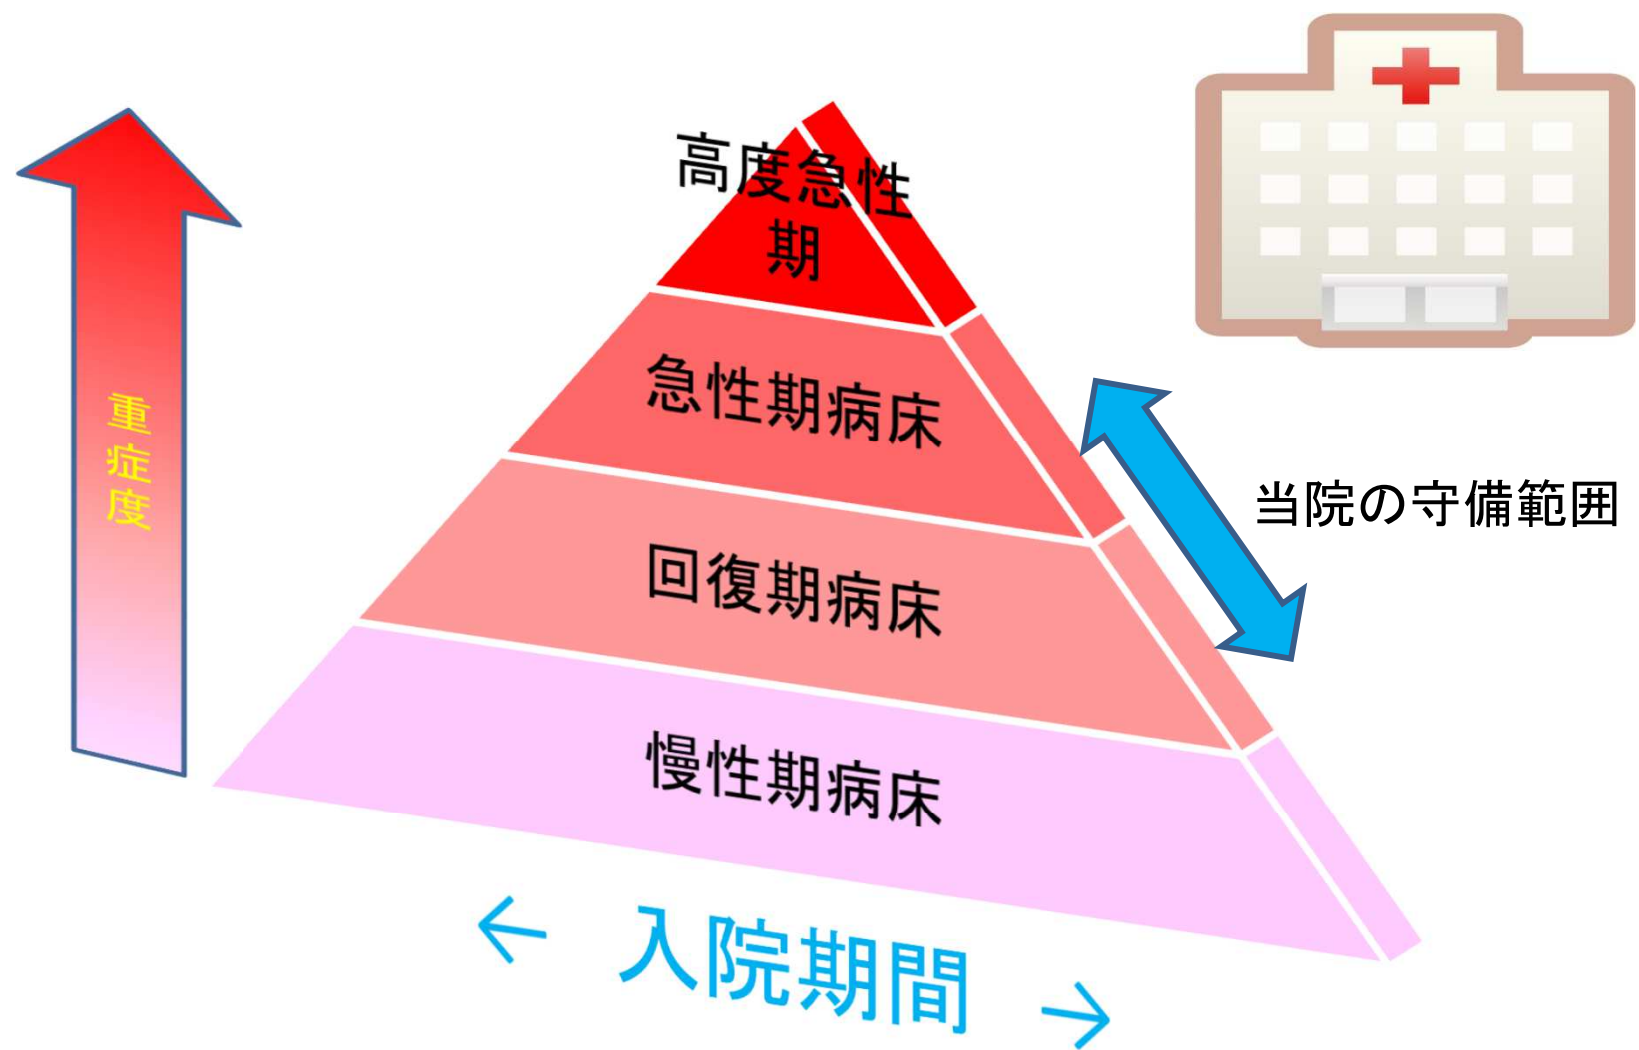 高度急性
期
急性期病床
回復期病床
慢性期病床
重症度
当院の守備範囲
← 入院期間 →